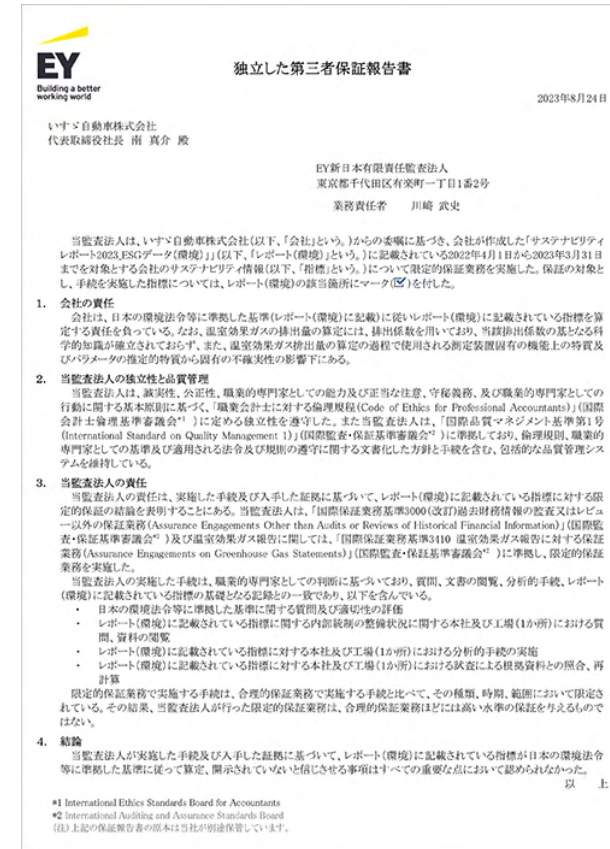 EY
Building a better
working world
独立した第三者保証報告書
2023年8月24日
いすゞ自動車株式会社
代表取締役社長 南 真介 殿
EY新日本有限責任監査法人
東京都千代田区有楽町一丁目1番2号
業務責任者 川﨑 武史
当監査法人は、いすゞ自動車株式会社(以下、「会社」という。)からの委嘱に基づき、会社が作成した「サステナビリティ
レポート2023_ESGデータ(環境)」(以下、「レポート(環境)」という。)に記載されている2022年4月1日から2023年3月31日
までを対象とする会社のサステナビリティ情報(以下、「指標」という。)について限定的保証業務を実施した。保証の対象と
し、手続を実施した指標については、レポート(環境)の該当箇所にマーク(☑)を付した。
1. 会社の責任
会社は、日本の環境法令等に準拠した基準(レポート(環境)に記載)に従いレポート(環境)に記載されている指標を算
定する責任を負っている。なお、温室効果ガスの排出量の算定には、排出係数を用いており、当該排出係数の基となる科
学的知識が確立されておらず、また、温室効果ガス排出量の算定の過程で使用される測定装置固有の機能上の特質及
びパラメータの推定的特質から固有の不確実性の影響下にある。
2. 当監査法人の独立性と品質管理
当監査法人は、誠実性、公正性、職業的専門家としての能力及び正当な注意、守秘義務、及び職業的専門家としての
行動に関する基本原則に基づく、「職業会計士に対する倫理規程(Code of Ethics for Professional Accountants)」(国際
会計士倫理基準審議会*1 )に定める独立性を遵守した。また当監査法人は、「国際品質マネジメント基準第1号
(International Standard on Quality Management 1)」(国際監査・保証基準審議会*2 )に準拠しており、倫理規則、職業的
専門家としての基準及び適用される法令及び規則の遵守に関する文書化した方針と手続を含む、包括的な品質管理シス
テムを維持している。
3. 当監査法人の責任
当監査法人の責任は、実施した手続及び入手した証拠に基づいて、レポート(環境)に記載されている指標に対する限
定的保証の結論を表明することにある。当監査法人は、「国際保証業務基準3000(改訂)過去財務情報の監査又はレビュ
ー以外の保証業務(Assurance Engagements Other than Audits or Reviews of Historical Financial Information)」(国際監
査・保証基準審議会*2 )及び温室効果ガス報告に関しては、「国際保証業務基準3410 温室効果ガス報告に対する保証
業務(Assurance Engagements on Greenhouse Gas Statements)」(国際監査・保証基準審議会*2 )に準拠し、限定的保証
業務を実施した。
当監査法人の実施した手続は、職業的専門家としての判断に基づいており、質問、文書の閲覧、分析的手続、レポート
(環境)に記載されている指標の基礎となる記録との一致であり、以下を含んでいる。
・ 日本の環境法令等に準拠した基準に関する質問及び適切性の評価
・ レポート(環境)に記載されている指標に関する内部統制の整備状況に関する本社及び工場(1か所)における質
問、資料の閲覧
・ レポート(環境)に記載されている指標に対する本社及び工場(1か所)における分析的手続の実施
・ レポート(環境)に記載されている指標に対する本社及び工場(1か所)における試査による根拠資料との照合、再
計算
限定的保証業務で実施する手続は、合理的保証業務で実施する手続と比べて、その種類、時期、範囲において限定さ
れている。その結果、当監査法人が行った限定的保証業務は、合理的保証業務ほどには高い水準の保証を与えるもので
はない。
4. 結論
当監査法人が実施した手続及び入手した証拠に基づいて、レポート(環境)に記載されている指標が日本の環境法令
等に準拠した基準に従って算定、開示されていないと信じさせる事項はすべての重要な点において認められなかった。
以 上
*1 International Ethics Standards Board for Accountants
*2 International Auditing and Assurance Standards Board
(注)上記の保証報告書の原本は当社が別途保管しています。